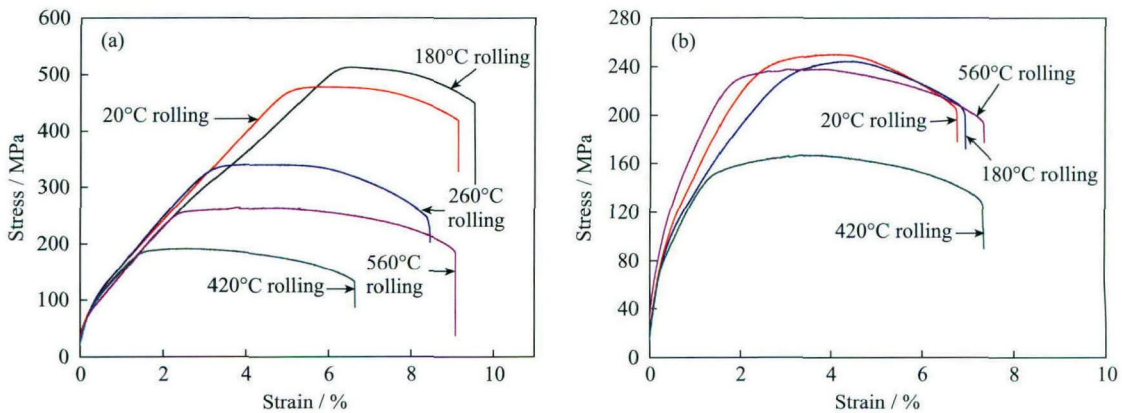 (a)
600
500
400
300
200
100
0
0
2
4
6
8
10
Stress / MPa
Strain / %
180°C rolling
20°C rolling
260°C
rolling
560°C
rolling
420°C rolling
(b)
280
240
200
160
120
80
40
0
0
2
4
6
8
10
Stress / MPa
Strain / %
560°C
rolling
20°C rolling
180°C rolling
420°C rolling